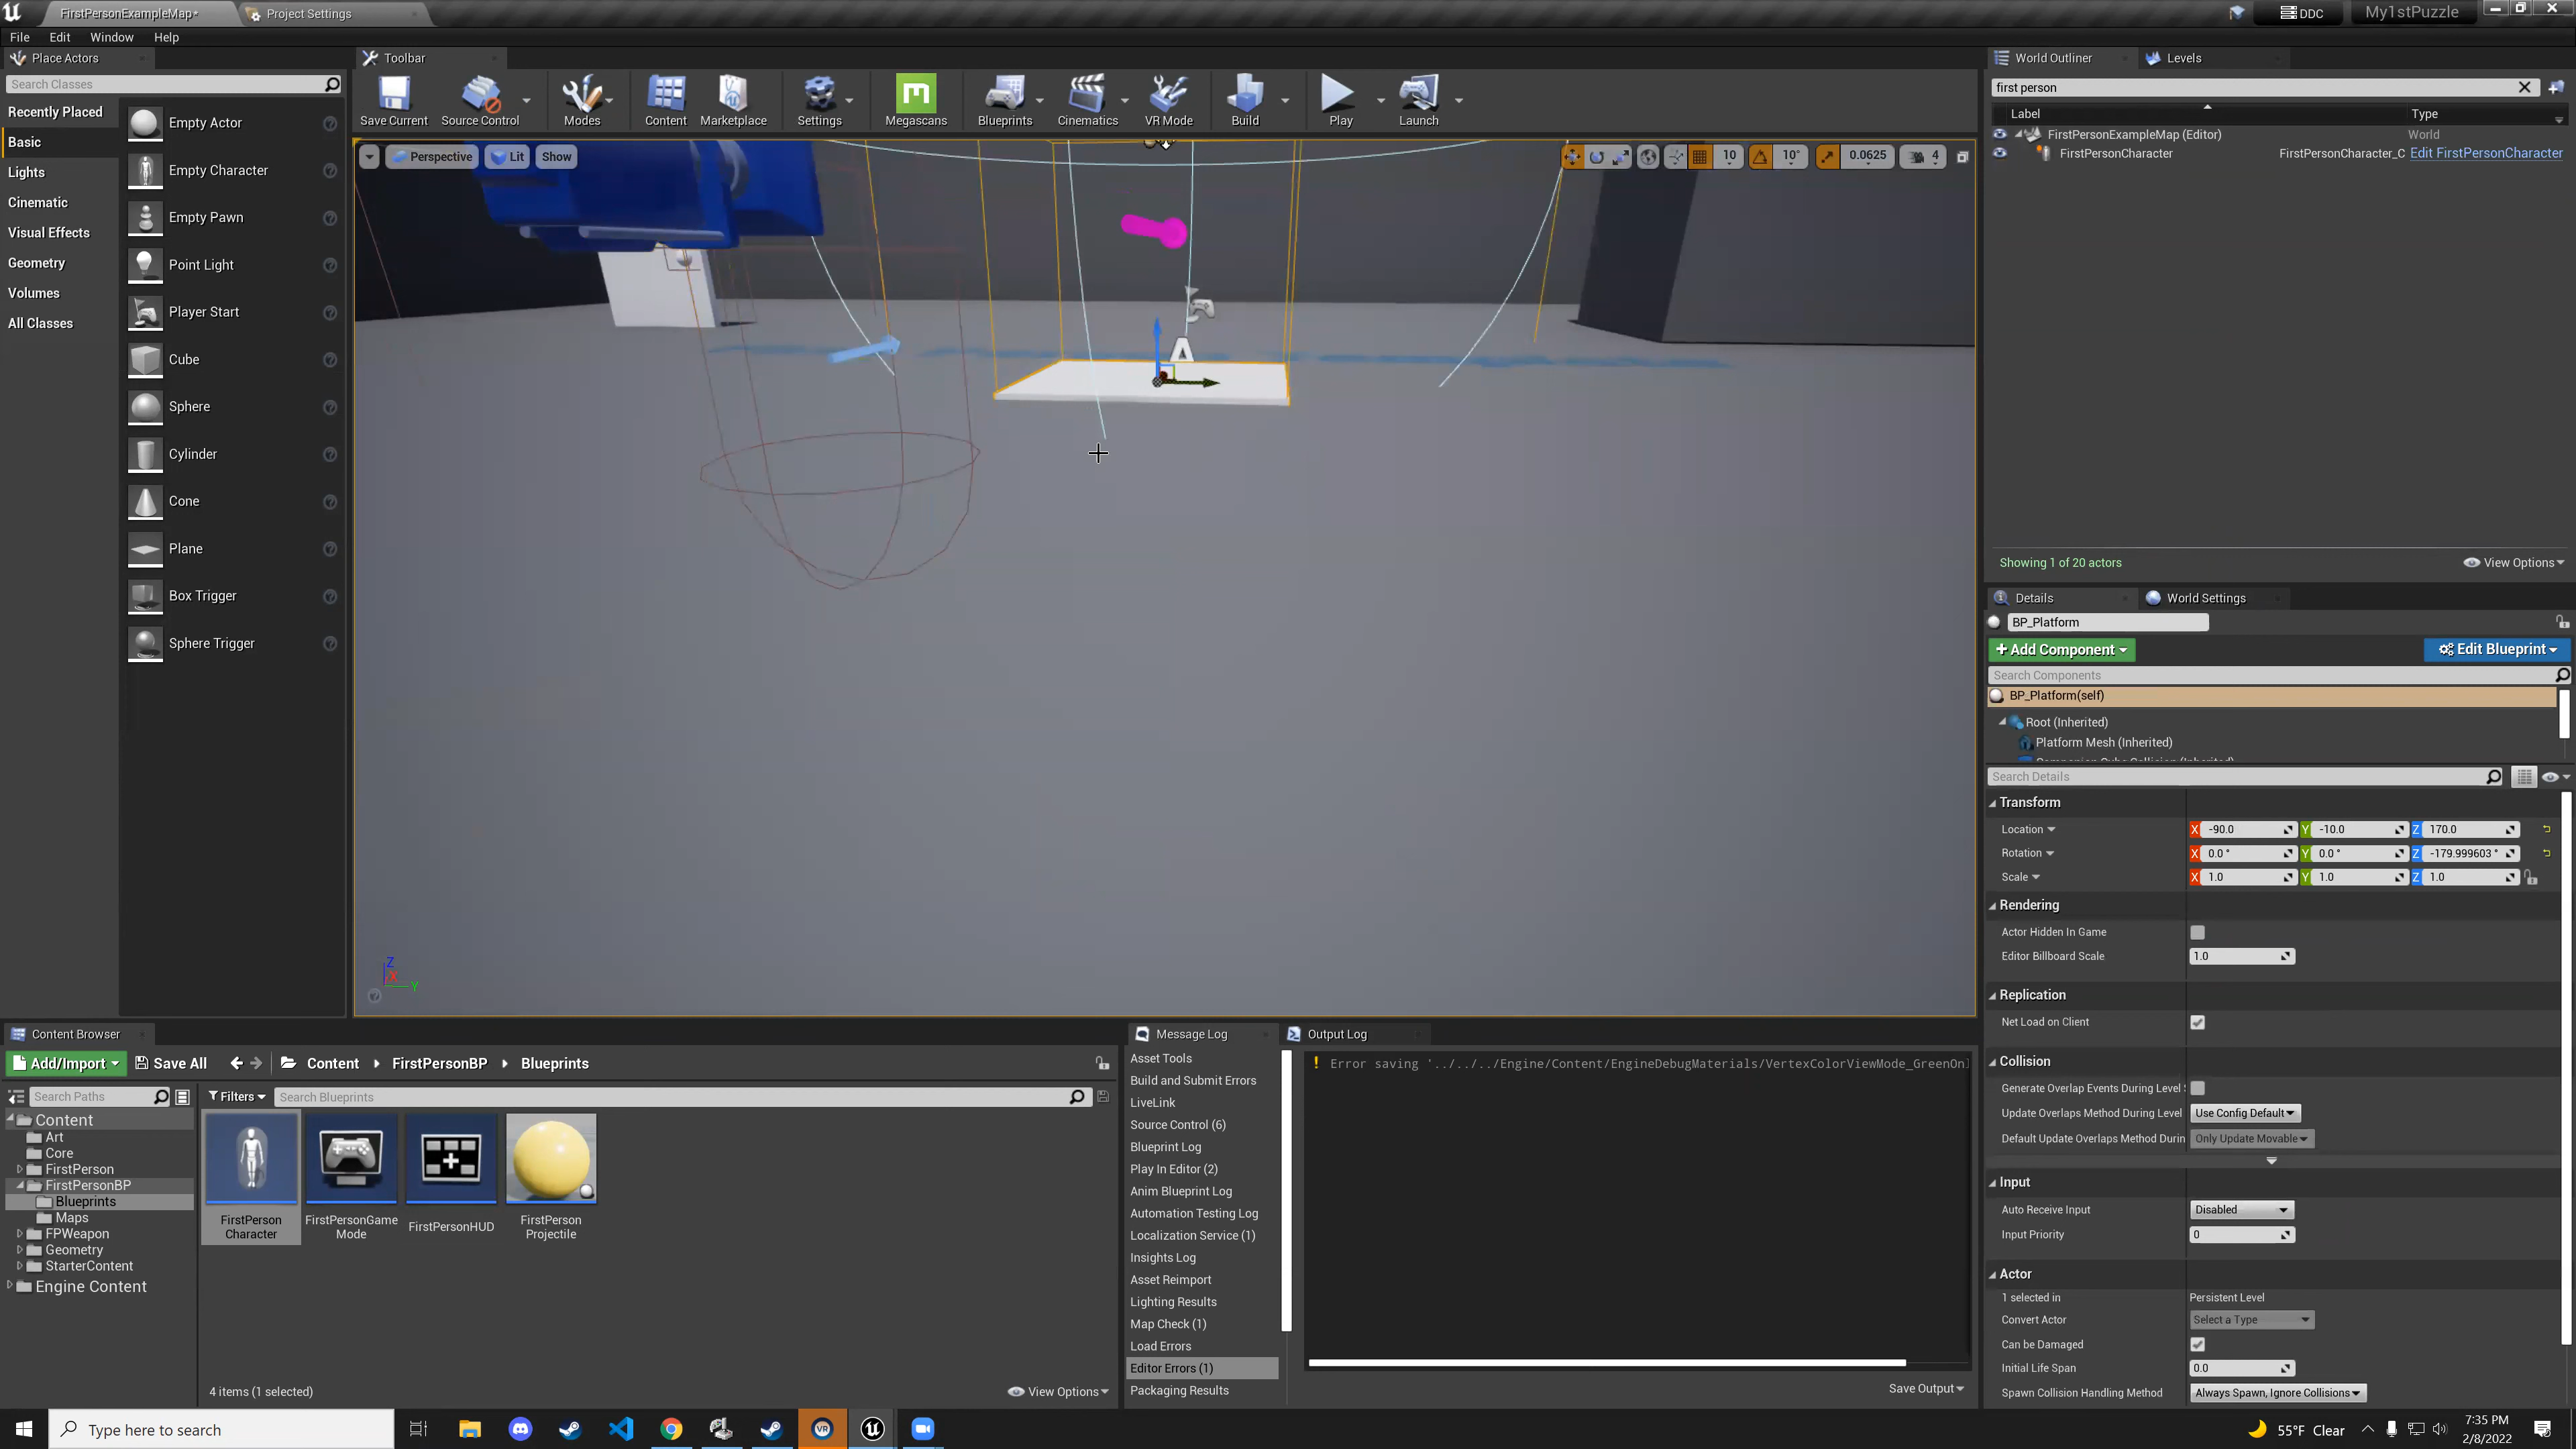 FirstPersonExampleMap*
Project Settings
DDC
My1stPuzzle
File Edit Window Help
Place Actors
Search Classes
Recently Placed
Basic
Lights
Cinematic
Visual Effects
Geometry
Volumes
All Classes
Empty Actor
Empty Character
Empty Pawn
Point Light
Player Start
Cube
Sphere
Cylinder
Cone
Plane
Box Trigger
Sphere Trigger
Toolbar
Save Current
Source Control
Modes
Content
Marketplace
Settings
Megascans
Blueprints
Cinematics
VR Mode
Build
Play
Launch
Perspective
Lit
Show
10
10°
0.0625
4
A
Z
X
Y
World Outliner
Levels
first person
Label Type
FirstPersonExampleMap (Editor) World
FirstPersonCharacter FirstPersonCharacter_C Edit FirstPersonCharacter
Showing 1 of 20 actors
View Options
Details
World Settings
BP_Platform
+ Add Component
Edit Blueprint
Search Components
BP_Platform(self)
Root (Inherited)
Platform Mesh (Inherited)
Companion Cube Collision (Inherited)
Search Details
Transform
Location X -90.0 Y -10.0 Z 170.0
Rotation X 0.0 ° Y 0.0 ° Z -179.999603 °
Scale X 1.0 Y 1.0 Z 1.0
Rendering
Actor Hidden In Game
Editor Billboard Scale 1.0
Replication
Net Load on Client
Collision
Generate Overlap Events During Level
Update Overlaps Method During Level Use Config Default
Default Update Overlaps Method Durin Only Update Movable
Input
Auto Receive Input Disabled
Input Priority 0
Actor
1 selected in Persistent Level
Convert Actor Select a Type
Can be Damaged
Initial Life Span 0.0
Spawn Collision Handling Method Always Spawn, Ignore Collisions
Content Browser
Add/Import
Save All
Content FirstPersonBP Blueprints
Search Paths
Filters
Search Blueprints
Content
Art
Core
FirstPerson
FirstPersonBP
Blueprints
Maps
FPWeapon
Geometry
StarterContent
Engine Content
FirstPerson
Character
FirstPersonGame
Mode
FirstPersonHUD
FirstPerson
Projectile
4 items (1 selected)
View Options
Message Log
Output Log
Asset Tools
Build and Submit Errors
LiveLink
Source Control (6)
Blueprint Log
Play In Editor (2)
Anim Blueprint Log
Automation Testing Log
Localization Service (1)
Insights Log
Asset Reimport
Lighting Results
Map Check (1)
Load Errors
Editor Errors (1)
Packaging Results
Error saving '../../../Engine/Content/EngineDebugMaterials/VertexColorViewMode_GreenOnl
Save Output
Type here to search
VR
55°F Clear
7:35 PM
2/8/2022